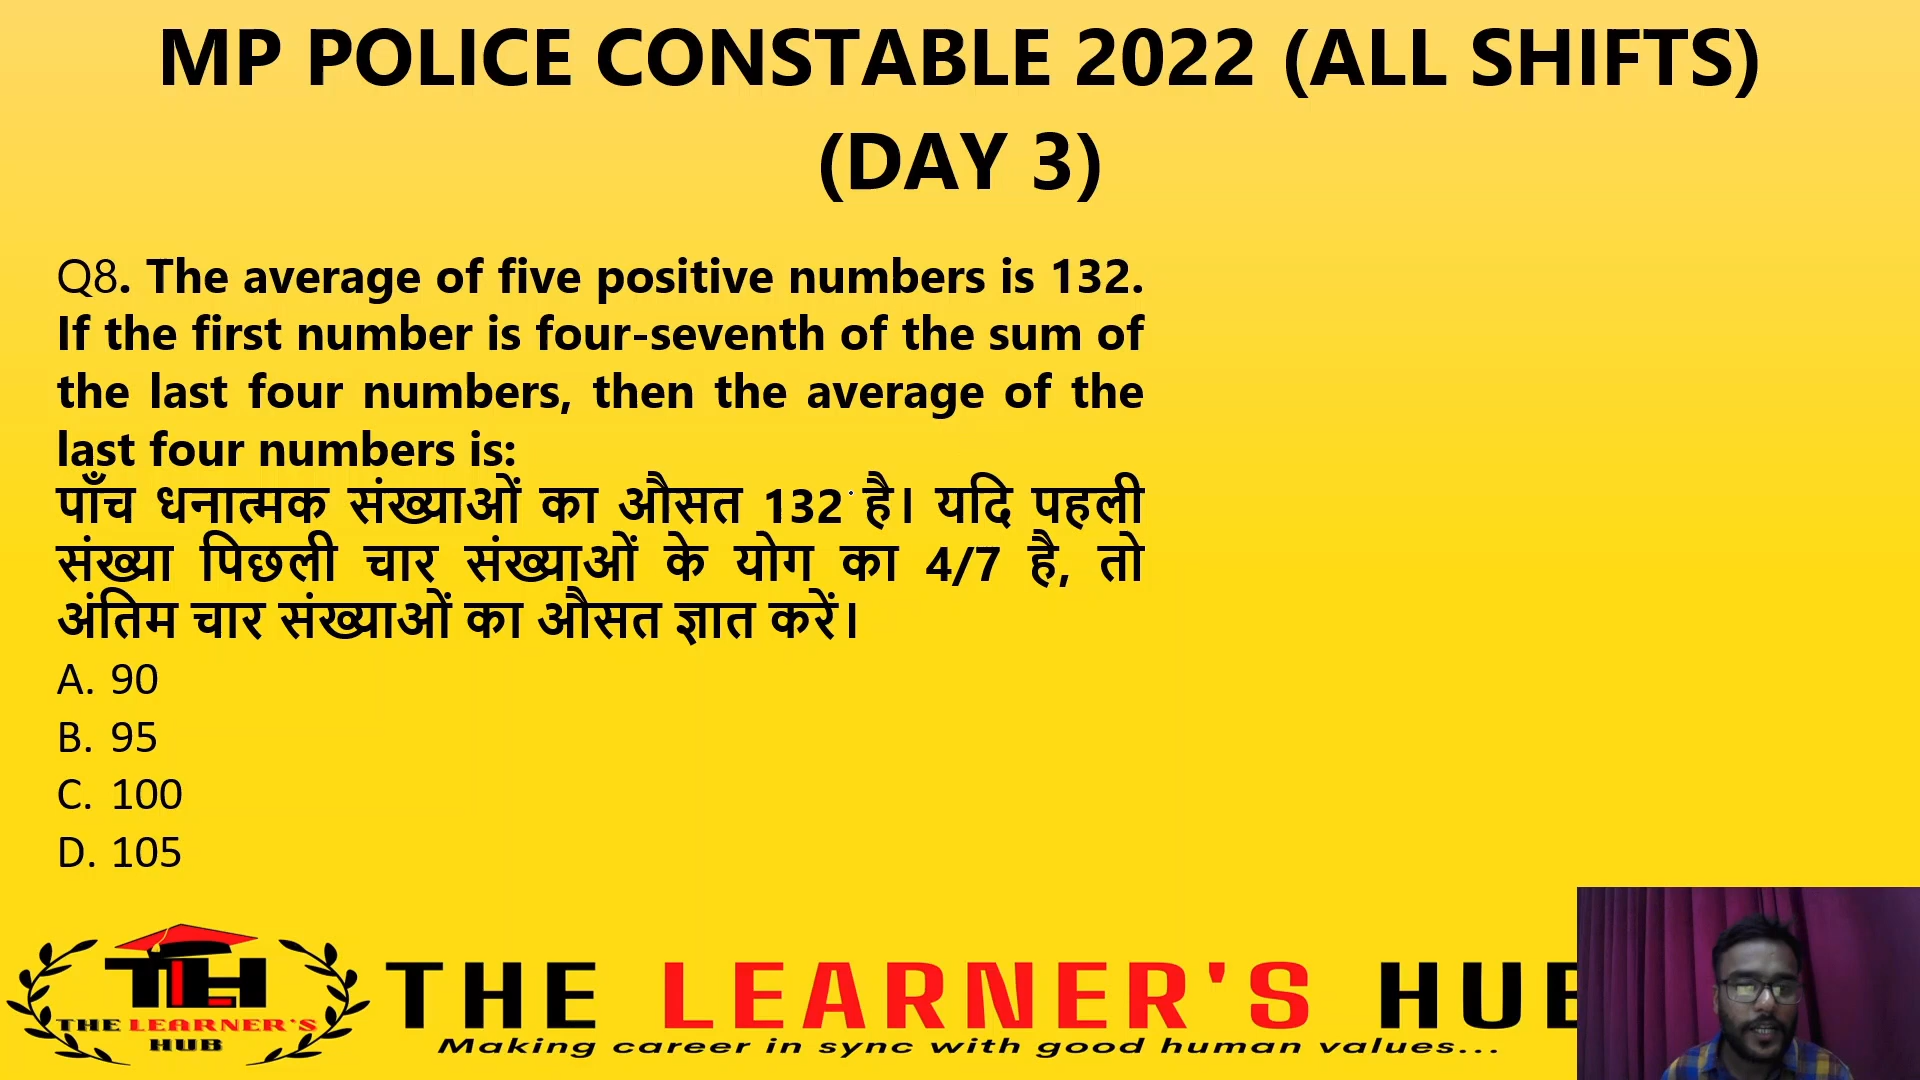 MP POLICE CONSTABLE 2022 (ALL SHIFTS)
(DAY 3)
Q8. The average of five positive numbers is 132.
If the first number is four-seventh of the sum of
the last four numbers, then the average of the
last four numbers is:
पाँच धनात्मक संख्याओं का औसत 132 है। यदि पहली
संख्या पिछली चार संख्याओं के योग का 4/7 है, तो
अंतिम चार संख्याओं का औसत ज्ञात करें।
A. 90
B. 95
C. 100
D. 105
TLH
THE LEARNER'S
HUB
THE LEARNER'S HUB
Making career in sync with good human values...